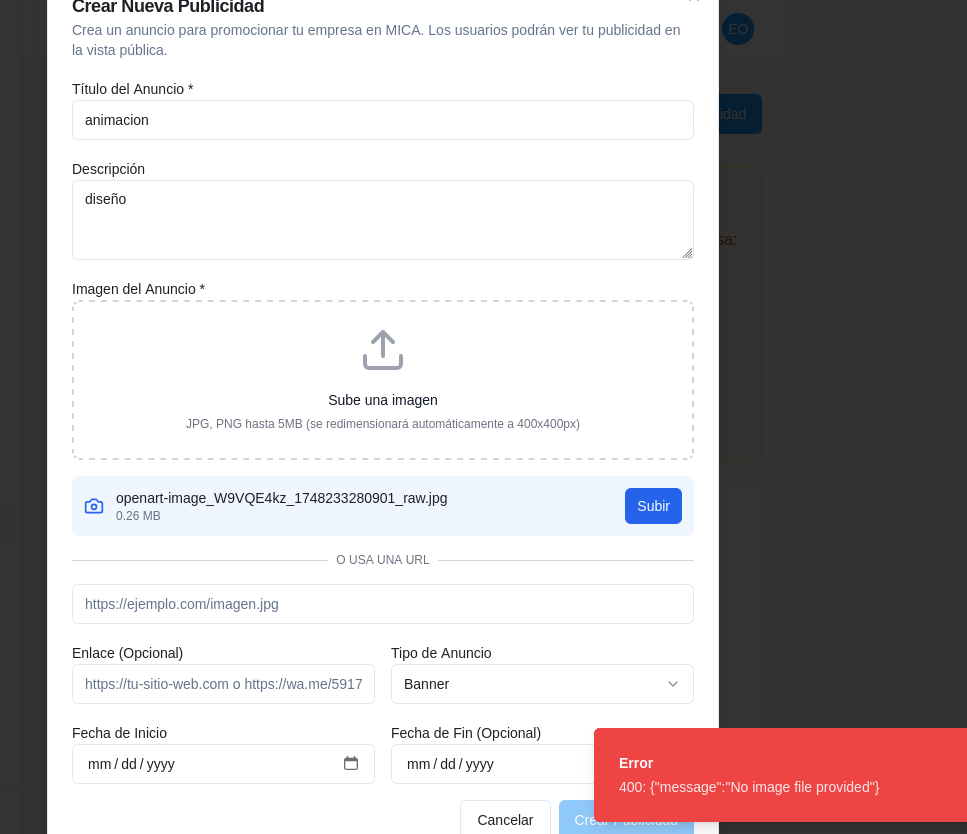 Crear Nueva Publicidad
EO
Crea un anuncio para promocionar tu empresa en MICA. Los usuarios podrán ver tu publicidad en
la vista pública.
Título del Anuncio *
animacion
idad
Descripción
diseño
sa:
Imagen del Anuncio *
Sube una imagen
JPG, PNG hasta 5MB (se redimensionará automáticamente a 400x400px)
openart-image_W9VQE4kz_1748233280901_raw.jpg
0.26 MB
Subir
O USA UNA URL
https://ejemplo.com/imagen.jpg
Enlace (Opcional)
Tipo de Anuncio
https://tu-sitio-web.com o https://wa.me/5917
Banner
Fecha de Inicio
Fecha de Fin (Opcional)
mm/dd/yyyy
mm/dd/yyyy
Error
400: {"message":"No image file provided"}
Cancelar
Crear Publicidad